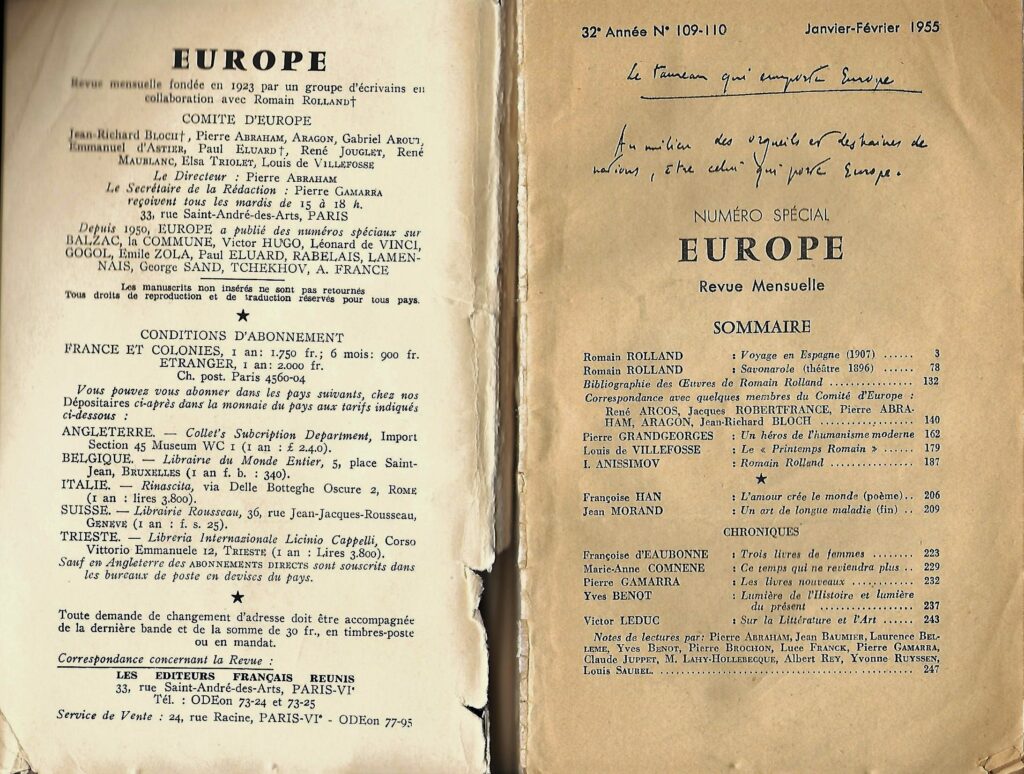 EUROPE
Revue mensuelle fondée en 1923 par un groupe d'écrivains en
collaboration avec Romain ROLLAND†
COMITE D'EUROPE
Jean-Richard BLOCH†, Pierre ABRAHAM, ARAGON, Gabriel AROUT,
Emmanuel d'ASTIER, Paul ELUARD†, René JOUGLET, René
MAUBLANC, Elsa TRIOLET, Louis de VILLEFOSSE
Le Directeur : Pierre ABRAHAM
Le Secrétaire de la Rédaction : Pierre GAMARRA
reçoivent tous les mardis de 15 à 18 h.
33, rue Saint-André-des-Arts, PARIS
Depuis 1950, EUROPE a publié des numéros spéciaux sur
BALZAC, la COMMUNE, Victor HUGO, Léonard de VINCI,
GOGOL, Emile ZOLA, Paul ELUARD, RABELAIS, LAMEN-
NAIS, George SAND, TCHEKHOV, A. FRANCE
Les manuscrits non insérés ne sont pas retournés
Tous droits de reproduction et de traduction réservés pour tous pays.
★
CONDITIONS D'ABONNEMENT
FRANCE ET COLONIES, 1 an : 1.750 fr. ; 6 mois : 900 fr.
ETRANGER, 1 an : 2.000 fr.
Ch. post. Paris 4560-04
Vous pouvez vous abonner dans les pays suivants, chez nos
Dépositaires ci-après dans la monnaie du pays aux tarifs indiqués
ci-dessous :
ANGLETERRE. — Collet's Subcription Department, Import
Section 45 Museum WC 1 (1 an : £ 2.4.0).
BELGIQUE. — Librairie du Monde Entier, 5, place Saint-
Jean, BRUXELLES (1 an f. b. : 340).
ITALIE. — Rinascita, via Delle Botteghe Oscure 2, ROME
(1 an : lires 3.800).
SUISSE. — Librairie Rousseau, 36, rue Jean-Jacques-Rousseau,
GENEVE (1 an : f. s. 25).
TRIESTE. — Libreria Internazionale Licinio Cappelli, Corso
Vittorio Emmanuele 12, TRIESTE (1 an : Lires 3.800).
Sauf en Angleterre des ABONNEMENTS DIRECTS sont souscrits dans
les bureaux de poste en devises du pays.
★
Toute demande de changement d'adresse doit être accompagnée
de la dernière bande et de la somme de 30 fr., en timbres-poste
ou en mandat.
Correspondance concernant la Revue :
LES EDITEURS FRANÇAIS REUNIS
33, rue Saint-André-des-Arts, PARIS-VIe
Tél. : ODEon 73-24 et 73-25
Service de Vente : 24, rue Racine, PARIS-VIe - ODEon 77-95
32e Année N° 109-110 Janvier-Février 1955
Le taureau qui emporta Europe
Au milieu des orgueils et des haines de
nations, être celui qui porte Europe.
NUMÉRO SPÉCIAL
EUROPE
Revue Mensuelle
SOMMAIRE
Romain ROLLAND : Voyage en Espagne (1907) ...... 3
Romain ROLLAND : Savonarole (théâtre 1896) ...... 78
Bibliographie des Œuvres de Romain Rolland ................ 132
Correspondance avec quelques membres du Comité d'Europe :
René ARCOS, Jacques ROBERTFRANCE, Pierre ABRA-
HAM, ARAGON, Jean-Richard BLOCH ................ 140
Pierre GRANDGEORGES : Un héros de l'humanisme moderne 162
Louis de VILLEFOSSE : Le « Printemps Romain » ...... 179
I. ANISSIMOV : Romain Rolland ................ 187
★
Françoise HAN : L'amour crée le monde (poème).. 206
Jean MORAND : Un art de longue maladie (fin) .. 209
CHRONIQUES
Françoise d'EAUBONNE : Trois livres de femmes ........ 223
Marie-Anne COMNENE : Ce temps qui ne reviendra plus .. 229
Pierre GAMARRA : Les livres nouveaux ............ 232
Yves BENOT : Lumière de l'Histoire et lumière
du présent ................ 237
Victor LEDUC : Sur la Littérature et l'Art ...... 243
Notes de lectures par : Pierre ABRAHAM, Jean BAUMIER, Laurence BEL-
LEME, Yves BENOT, Pierre BROCHON, Luce FRANCK, Pierre GAMARRA,
Claude JUPPET, M. LAHY-HOLLEBECQUE, Albert REY, Yvonne RUYSSEN,
Louis SAUREL. ................ 247